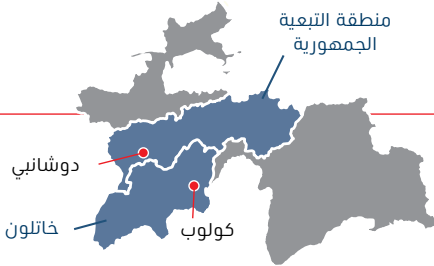 منطقة التبعية
الجمهورية
دوشانبي
كولوب
خاتلون